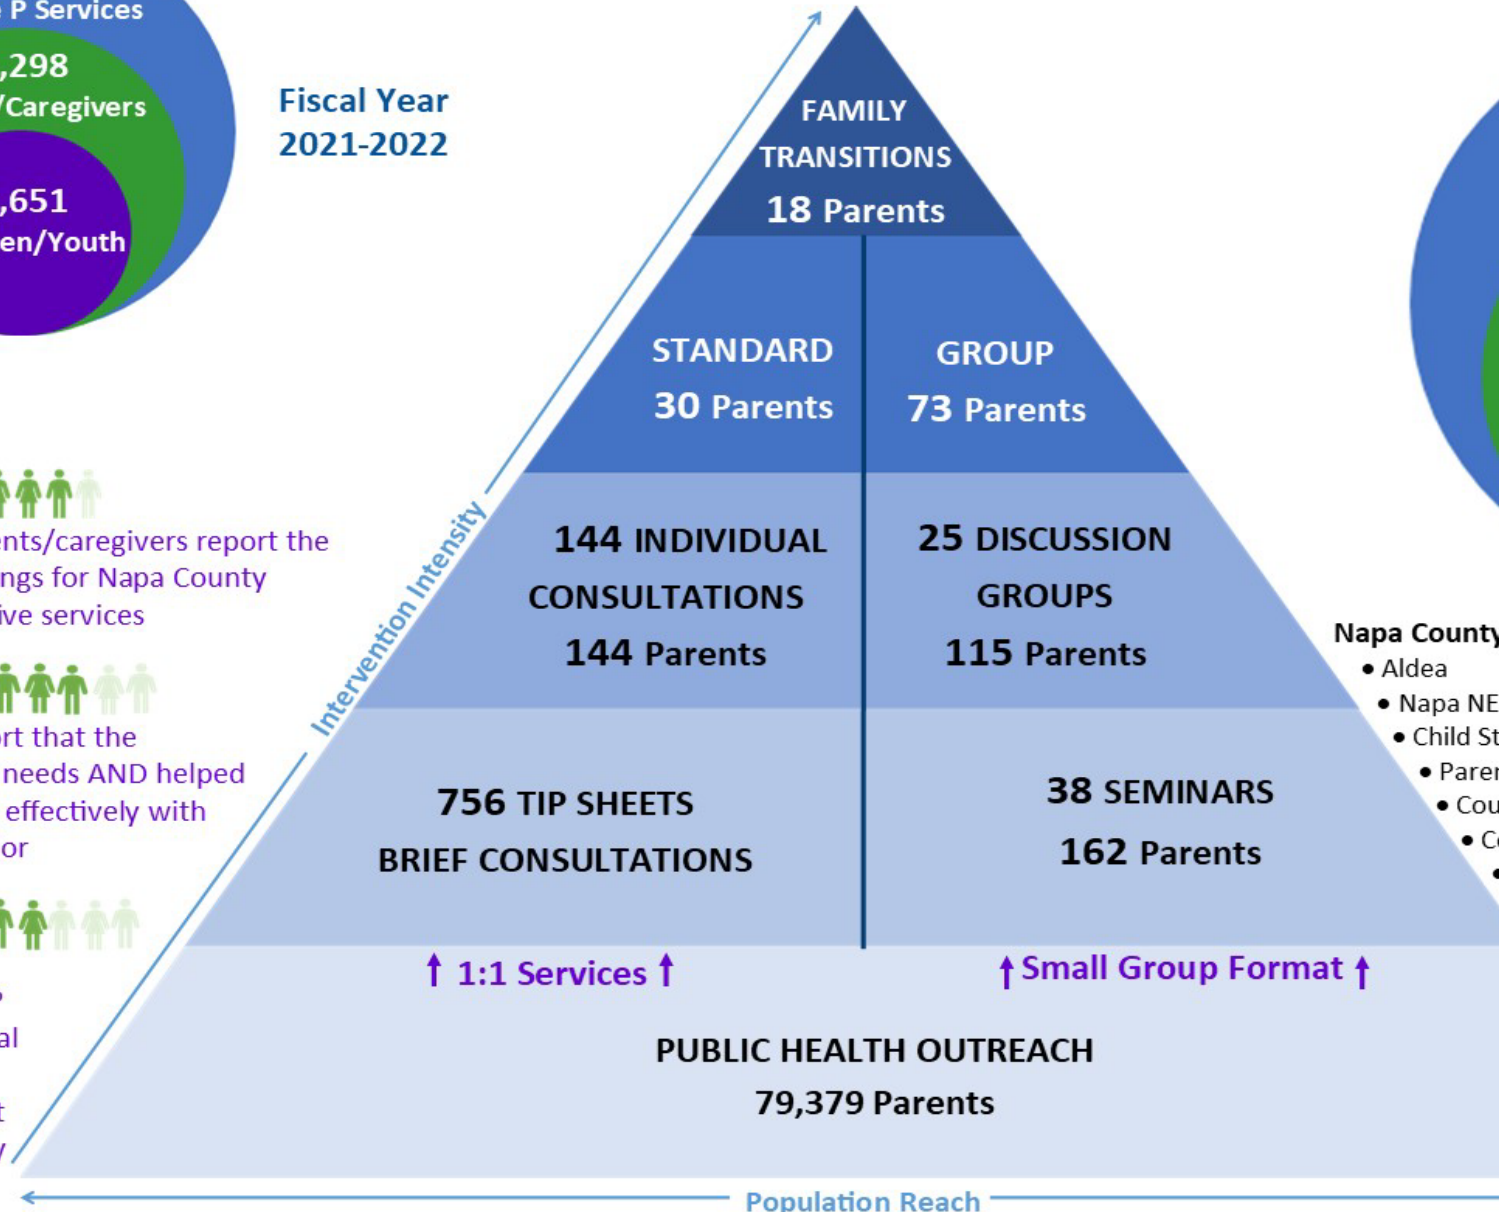 P Services
,298
/Caregivers
,651
en/Youth
Fiscal Year
2021-2022
ents/caregivers report the
ngs for Napa County
ive services
rt that the
needs AND helped
effectively with
or
al
t
y
Intervention Intensity
FAMILY
TRANSITIONS
18 Parents
STANDARD
30 Parents
GROUP
73 Parents
144 INDIVIDUAL
CONSULTATIONS
144 Parents
25 DISCUSSION
GROUPS
115 Parents
756 TIP SHEETS
BRIEF CONSULTATIONS
38 SEMINARS
162 Parents
1:1 Services
Small Group Format
PUBLIC HEALTH OUTREACH
79,379 Parents
Population Reach
Napa County
• Aldea
• Napa NE
• Child St
• Paren
• Cou
• Co